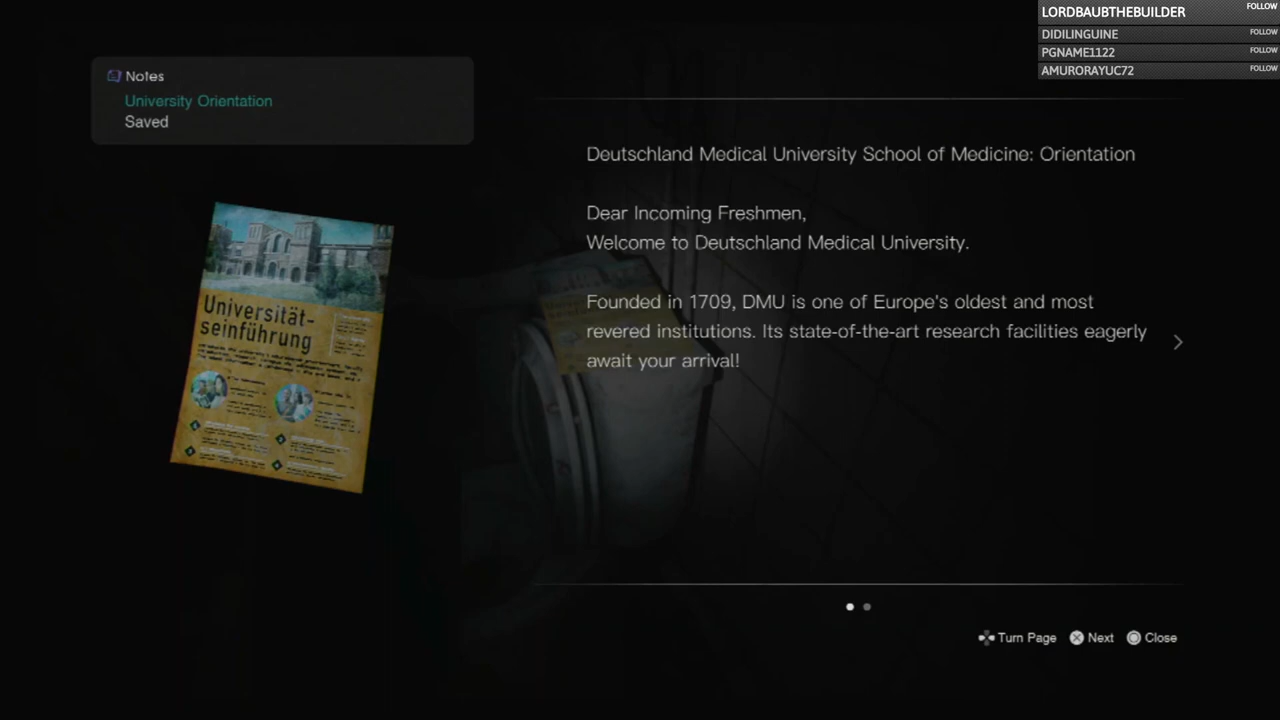 LORDBAUBTHEBUILDER FOLLOW
DIDILINGUINE FOLLOW
PGNAME1122 FOLLOW
AMURORAYUC72 FOLLOW
Notes
University Orientation
Saved
Universität-
seinführung
Deutschland Medical University School of Medicine: Orientation
Dear Incoming Freshmen,
Welcome to Deutschland Medical University.
Founded in 1709, DMU is one of Europe's oldest and most
revered institutions. Its state-of-the-art research facilities eagerly
await your arrival!
Turn Page Next Close